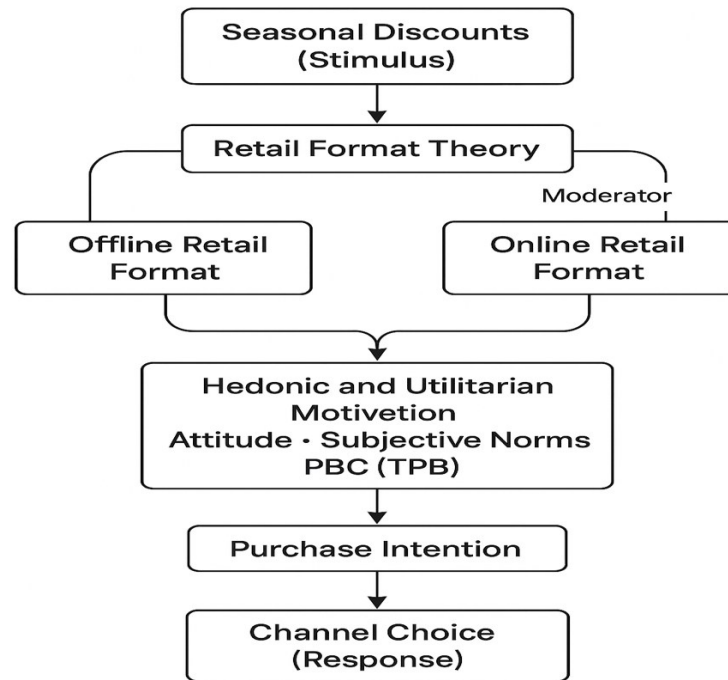 Seasonal Discounts
(Stimulus)
Retail Format Theory
Moderator
Offline Retail
Format
Online Retail
Format
Hedonic and Utilitarian
Motivetion
Attitude · Subjective Norms
PBC (TPB)
Purchase Intention
Channel Choice
(Response)